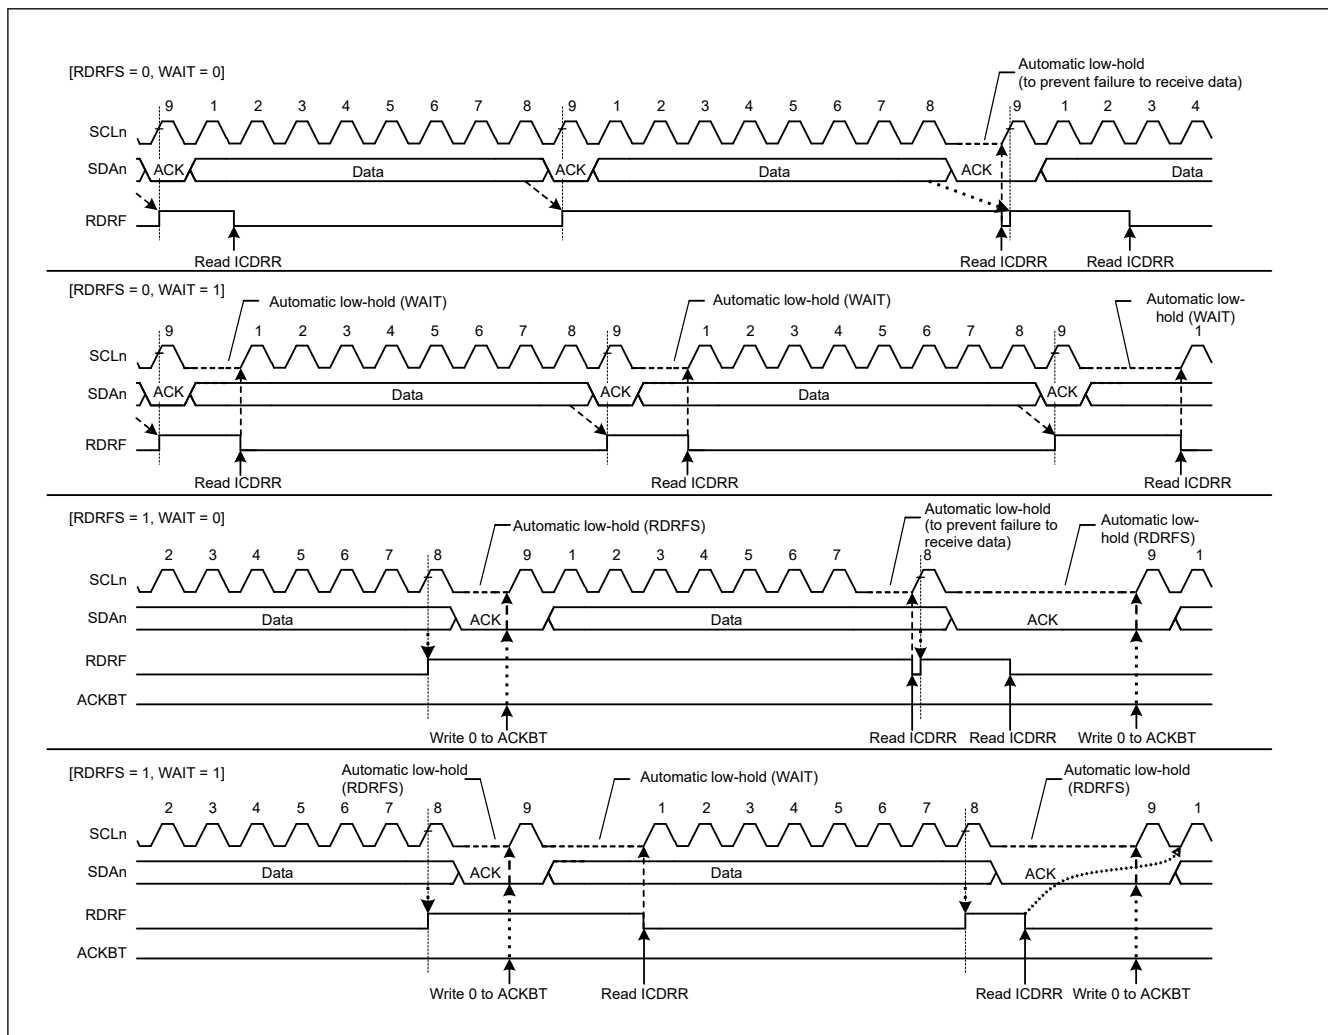 [RDRFS = 0, WAIT = 0]
Automatic low-hold
(to prevent failure to receive data)
9 1 2 3 4 5 6 7 8 9 1 2 3 4 5 6 7 8 9 1 2 3 4
SCLn
SDAn ACK Data ACK Data ACK Data
RDRF
Read ICDRR Read ICDRR Read ICDRR
[RDRFS = 0, WAIT = 1]
Automatic low-hold (WAIT) Automatic low-hold (WAIT) Automatic low-
hold (WAIT)
9 1 2 3 4 5 6 7 8 9 1 2 3 4 5 6 7 8 9 1
SCLn
SDAn ACK Data ACK Data ACK
RDRF
Read ICDRR Read ICDRR Read ICDRR
[RDRFS = 1, WAIT = 0]
Automatic low-hold (RDRFS)
Automatic low-hold
(to prevent failure to
receive data)
Automatic low-
hold (RDRFS)
2 3 4 5 6 7 8 9 1 2 3 4 5 6 7 8 9 1
SCLn
SDAn Data ACK Data ACK
RDRF
ACKBT
Write 0 to ACKBT Read ICDRR Read ICDRR Write 0 to ACKBT
[RDRFS = 1, WAIT = 1]
Automatic low-hold
(RDRFS)
Automatic low-hold (WAIT)
Automatic low-hold
(RDRFS)
2 3 4 5 6 7 8 9 1 2 3 4 5 6 7 8 9 1
SCLn
SDAn Data ACK Data ACK
RDRF
ACKBT
Write 0 to ACKBT Read ICDRR Read ICDRR Write 0 to ACKBT